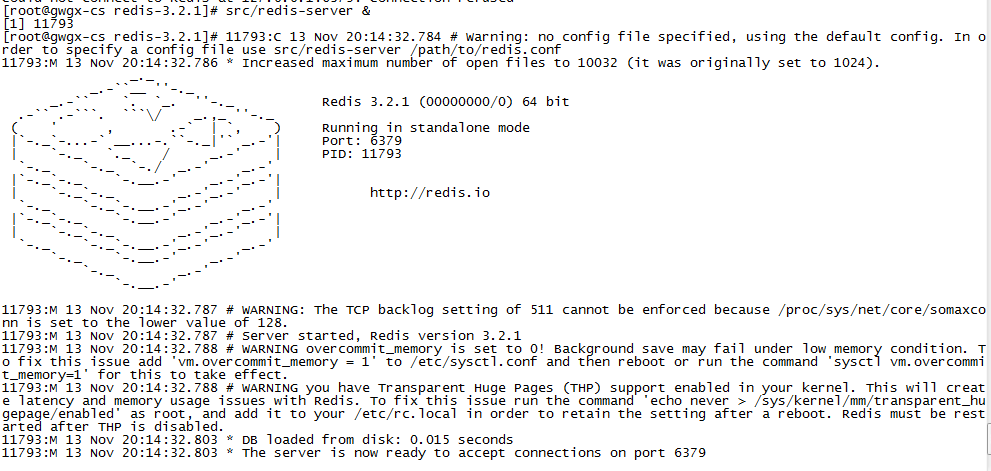 Could not connect to Redis at 127.0.0.1:6379: Connection refused
[root@gwgx-cs redis-3.2.1]# src/redis-server &
[1] 11793
[root@gwgx-cs redis-3.2.1]# 11793:C 13 Nov 20:14:32.784 # Warning: no config file specified, using the default config. In o
rder to specify a config file use src/redis-server /path/to/redis.conf
11793:M 13 Nov 20:14:32.786 * Increased maximum number of open files to 10032 (it was originally set to 1024).
Redis 3.2.1 (00000000/0) 64 bit
Running in standalone mode
Port: 6379
PID: 11793
http://redis.io
11793:M 13 Nov 20:14:32.787 # WARNING: The TCP backlog setting of 511 cannot be enforced because /proc/sys/net/core/somaxco
nn is set to the lower value of 128.
11793:M 13 Nov 20:14:32.787 # Server started, Redis version 3.2.1
11793:M 13 Nov 20:14:32.788 # WARNING overcommit_memory is set to 0! Background save may fail under low memory condition. T
o fix this issue add 'vm.overcommit_memory = 1' to /etc/sysctl.conf and then reboot or run the command 'sysctl vm.overcommi
t_memory=1' for this to take effect.
11793:M 13 Nov 20:14:32.788 # WARNING you have Transparent Huge Pages (THP) support enabled in your kernel. This will creat
e latency and memory usage issues with Redis. To fix this issue run the command 'echo never > /sys/kernel/mm/transparent_hu
gepage/enabled' as root, and add it to your /etc/rc.local in order to retain the setting after a reboot. Redis must be rest
arted after THP is disabled.
11793:M 13 Nov 20:14:32.803 * DB loaded from disk: 0.015 seconds
11793:M 13 Nov 20:14:32.803 * The server is now ready to accept connections on port 6379